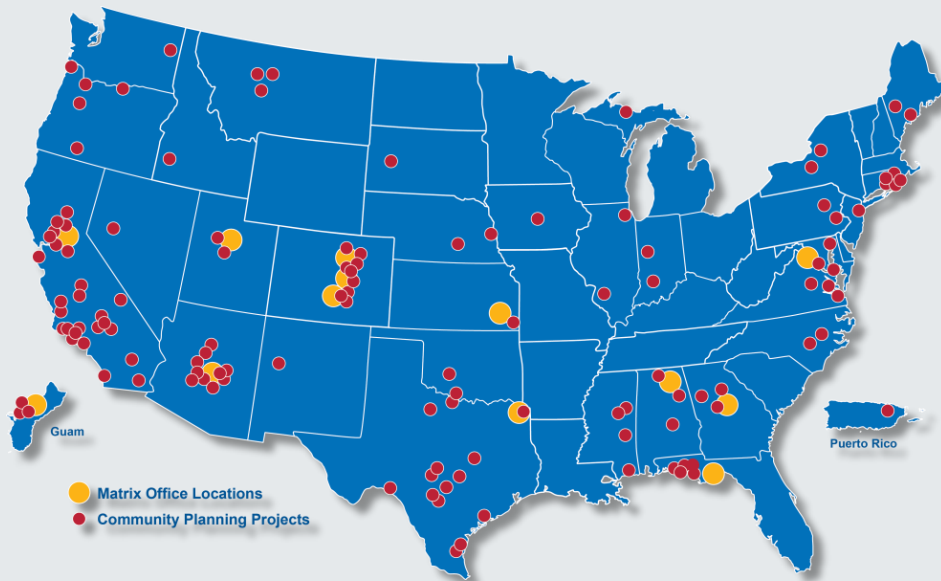 Guam
Puerto Rico
Matrix Office Locations
Community Planning Projects